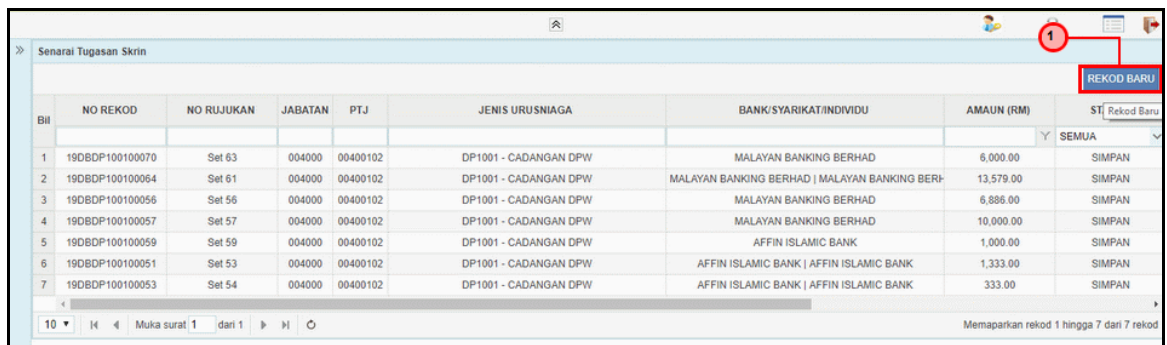 1
Senarai Tugasan Skrin
REKOD BARU
Bil NO REKOD NO RUJUKAN JABATAN PTJ JENIS URUSNIAGA BANK/SYARIKAT/INDIVIDU AMAUN (RM) ST
Rekod Baru
SEMUA
1 19DBDP100100070 Set 63 004000 00400102 DP1001 - CADANGAN DPW MALAYAN BANKING BERHAD 6,000.00 SIMPAN
2 19DBDP100100064 Set 61 004000 00400102 DP1001 - CADANGAN DPW MALAYAN BANKING BERHAD | MALAYAN BANKING BERH 13,579.00 SIMPAN
3 19DBDP100100056 Set 56 004000 00400102 DP1001 - CADANGAN DPW MALAYAN BANKING BERHAD 6,886.00 SIMPAN
4 19DBDP100100057 Set 57 004000 00400102 DP1001 - CADANGAN DPW MALAYAN BANKING BERHAD 10,000.00 SIMPAN
5 19DBDP100100059 Set 59 004000 00400102 DP1001 - CADANGAN DPW AFFIN ISLAMIC BANK 1,000.00 SIMPAN
6 19DBDP100100051 Set 53 004000 00400102 DP1001 - CADANGAN DPW AFFIN ISLAMIC BANK | AFFIN ISLAMIC BANK 1,333.00 SIMPAN
7 19DBDP100100053 Set 54 004000 00400102 DP1001 - CADANGAN DPW AFFIN ISLAMIC BANK | AFFIN ISLAMIC BANK 333.00 SIMPAN
10 Muka surat 1 dari 1 Memaparkan rekod 1 hingga 7 dari 7 rekod